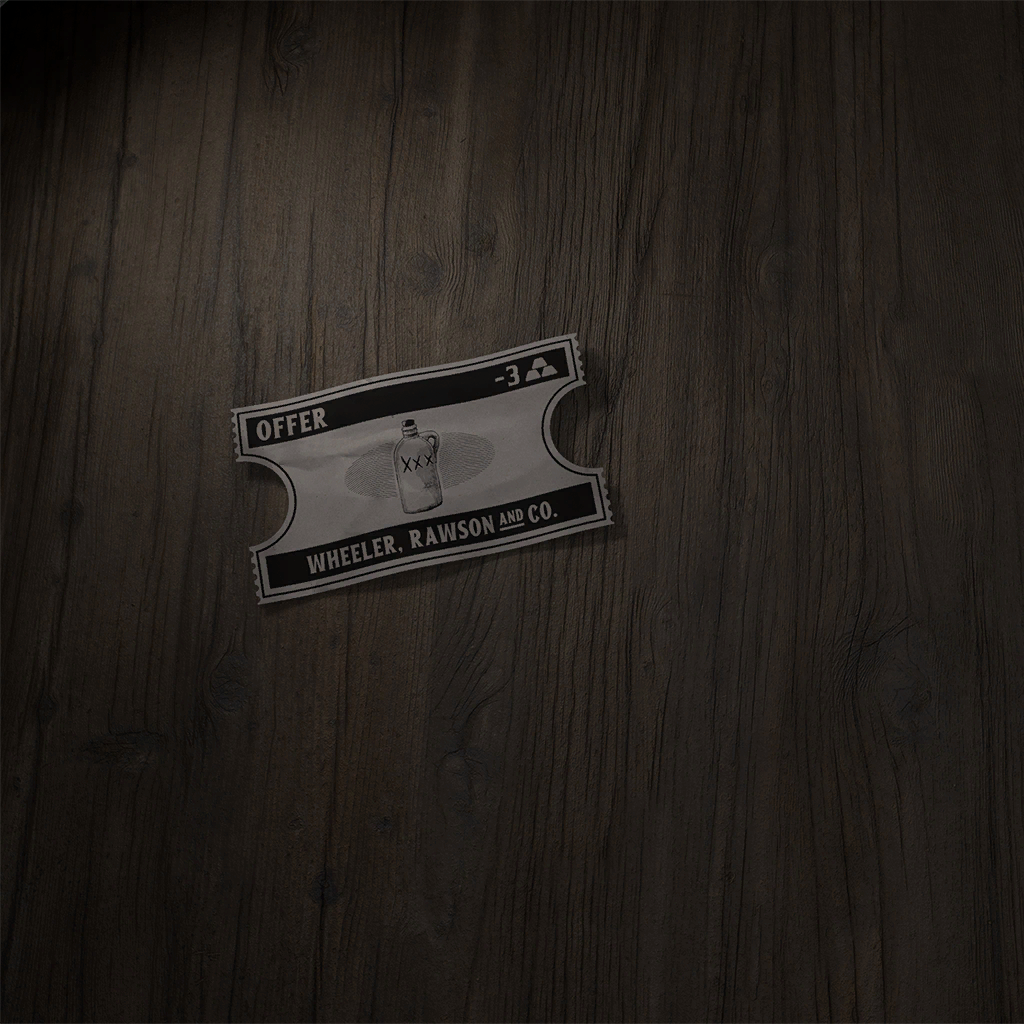 OFFER
-3
XXX
WHEELER, RAWSON AND CO.